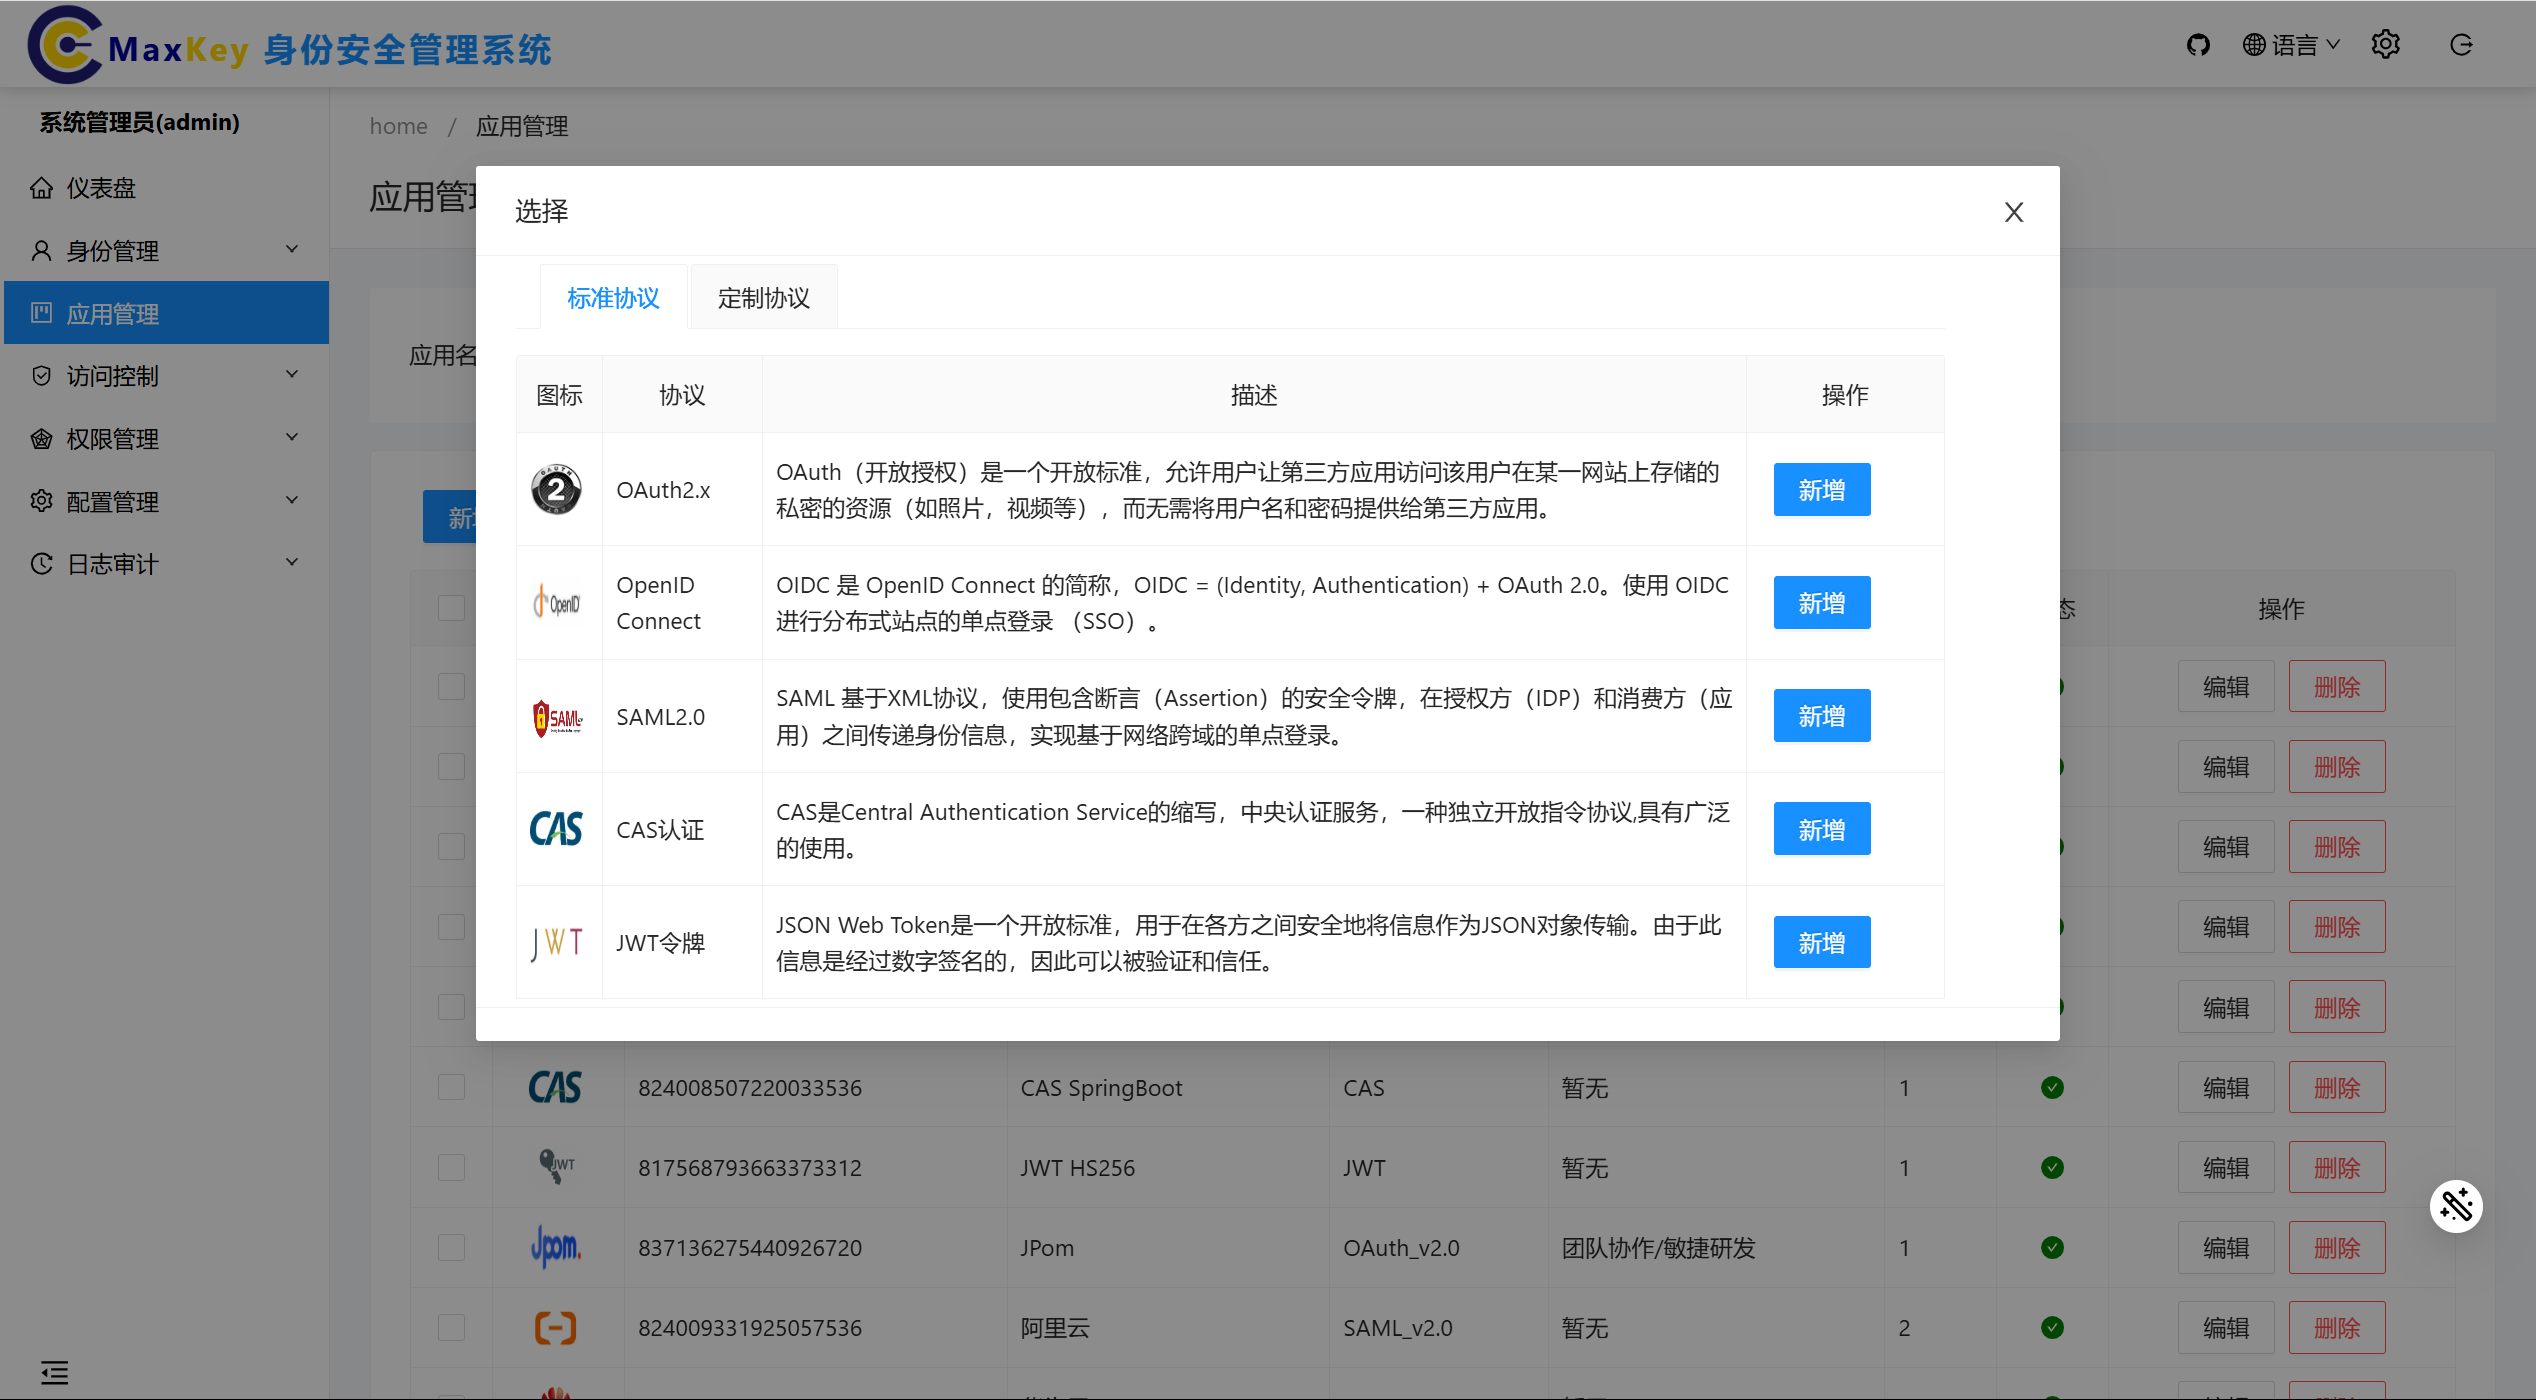 MaxKey 身份安全管理系统
语言
系统管理员(admin)
仪表盘
身份管理
应用管理
访问控制
权限管理
配置管理
日志审计
home / 应用管理
应用管
应用名
新
选择
标准协议
定制协议
图标 协议 描述 操作
OAuth2.x
OAuth（开放授权）是一个开放标准，允许用户让第三方应用访问该用户在某一网站上存储的
私密的资源（如照片，视频等），而无需将用户名和密码提供给第三方应用。
新增
OpenID
OpenID
Connect
OIDC 是 OpenID Connect 的简称，OIDC = (Identity, Authentication) + OAuth 2.0。使用 OIDC
进行分布式站点的单点登录 （SSO）。
新增
SAML
SAML2.0
SAML 基于XML协议，使用包含断言（Assertion）的安全令牌，在授权方（IDP）和消费方（应
用）之间传递身份信息，实现基于网络跨域的单点登录。
新增
CAS
CAS认证
CAS是Central Authentication Service的缩写，中央认证服务，一种独立开放指令协议,具有广泛
的使用。
新增
JWT
JWT令牌
JSON Web Token是一个开放标准，用于在各方之间安全地将信息作为JSON对象传输。由于此
信息是经过数字签名的，因此可以被验证和信任。
新增
态 操作
编辑 删除
编辑 删除
编辑 删除
编辑 删除
编辑 删除
CAS 824008507220033536 CAS SpringBoot CAS 暂无 1 编辑 删除
JWT 817568793663373312 JWT HS256 JWT 暂无 1 编辑 删除
Jpom. 837136275440926720 JPom OAuth_v2.0 团队协作/敏捷研发 1 编辑 删除
824009331925057536 阿里云 SAML_v2.0 暂无 2 编辑 删除